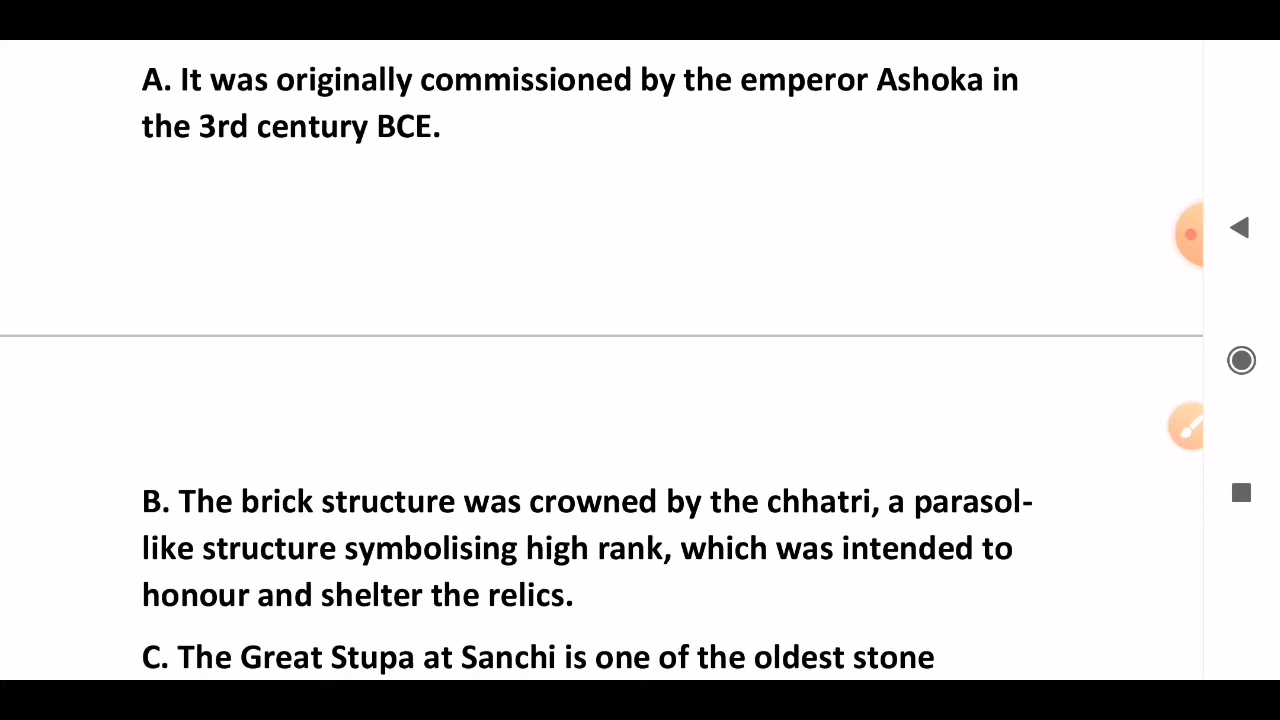 A. It was originally commissioned by the emperor Ashoka in
the 3rd century BCE.
B. The brick structure was crowned by the chhatri, a parasol-
like structure symbolising high rank, which was intended to
honour and shelter the relics.
C. The Great Stupa at Sanchi is one of the oldest stone